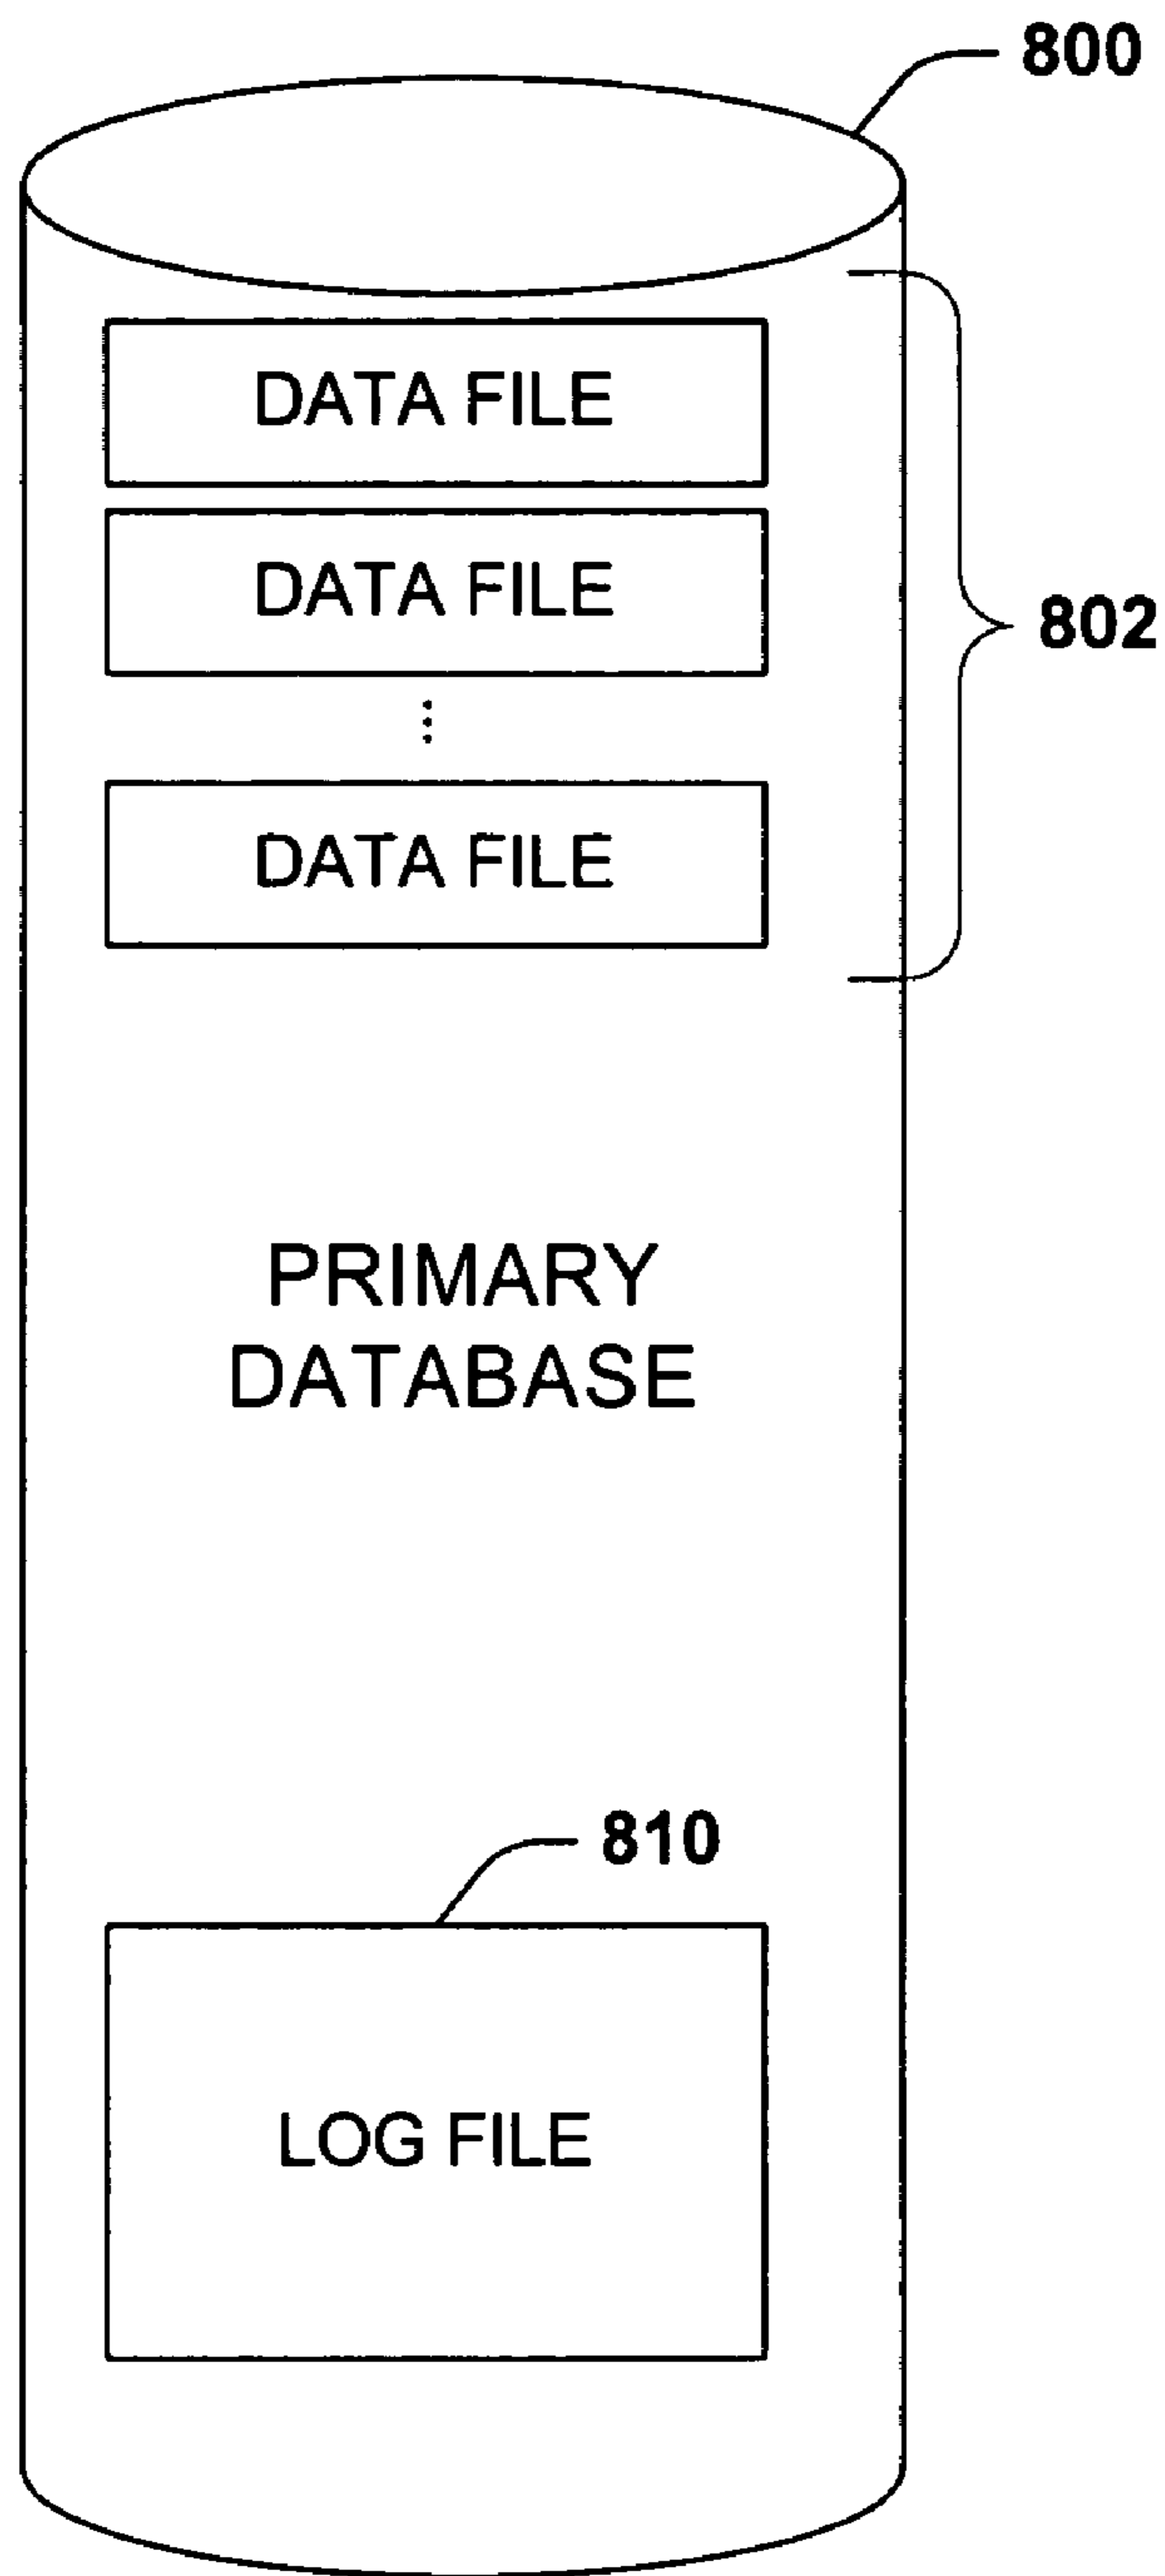 800
DATA FILE
DATA FILE
802
DATA FILE
PRIMARY
DATABASE
810
LOG FILE